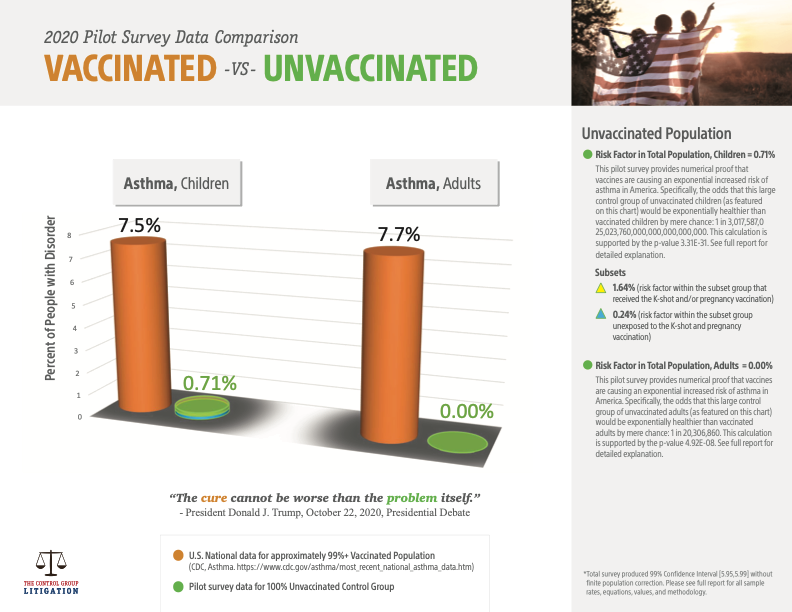 2020 Pilot Survey Data Comparison
VACCINATED -VS- UNVACCINATED
Asthma, Children
Asthma, Adults
Percent of People with Disorder
8
7
6
5
4
3
2
1
0
7.5%
0.71%
7.7%
0.00%
“The cure cannot be worse than the problem itself.”
- President Donald J. Trump, October 22, 2020, Presidential Debate
U.S. National data for approximately 99%+ Vaccinated Population
(CDC, Asthma. https://www.cdc.gov/asthma/most_recent_national_asthma_data.htm)
Pilot survey data for 100% Unvaccinated Control Group
THE CONTROL GROUP
LITIGATION
Unvaccinated Population
Risk Factor in Total Population, Children = 0.71%
This pilot survey provides numerical proof that
vaccines are causing an exponential increased risk of
asthma in America. Specifically, the odds that this large
control group of unvaccinated children (as featured
on this chart) would be exponentially healthier than
vaccinated children by mere chance: 1 in 3,017,587,0
25,023,760,000,000,000,000,000. This calculation is
supported by the p-value 3.31E-31. See full report for
detailed explanation.
Subsets
1.64% (risk factor within the subset group that
received the K-shot and/or pregnancy vaccination)
0.24% (risk factor within the subset group
unexposed to the K-shot and pregnancy
vaccination)
Risk Factor in Total Population, Adults = 0.00%
This pilot survey provides numerical proof that vaccines
are causing an exponential increased risk of asthma in
America. Specifically, the odds that this large control
group of unvaccinated adults (as featured on this chart)
would be exponentially healthier than vaccinated
adults by mere chance: 1 in 20,306,860. This calculation
is supported by the p-value 4.92E-08. See full report for
detailed explanation.
*Total survey produced 99% Confidence Interval [5.95,5.99] without
finite population correction. Please see full report for all sample
rates, equations, values, and methodology.